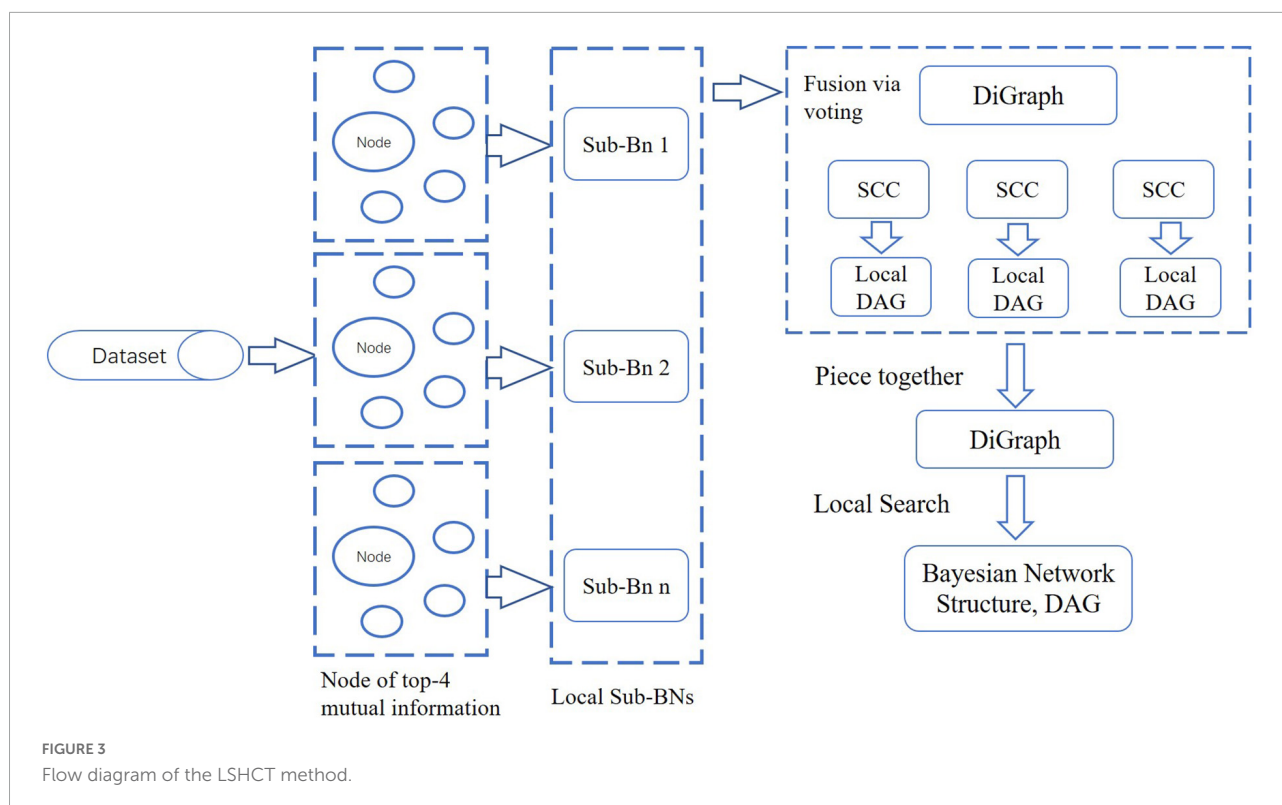 Dataset
Node
Node
Node
Node of top-4
mutual information
Sub-Bn 1
Sub-Bn 2
Sub-Bn n
Local Sub-BNs
Fusion via
voting
DiGraph
SCC
SCC
SCC
Local
DAG
Local
DAG
Local
DAG
Piece together
DiGraph
Local Search
Bayesian Network
Structure, DAG
FIGURE 3
Flow diagram of the LSHCT method.